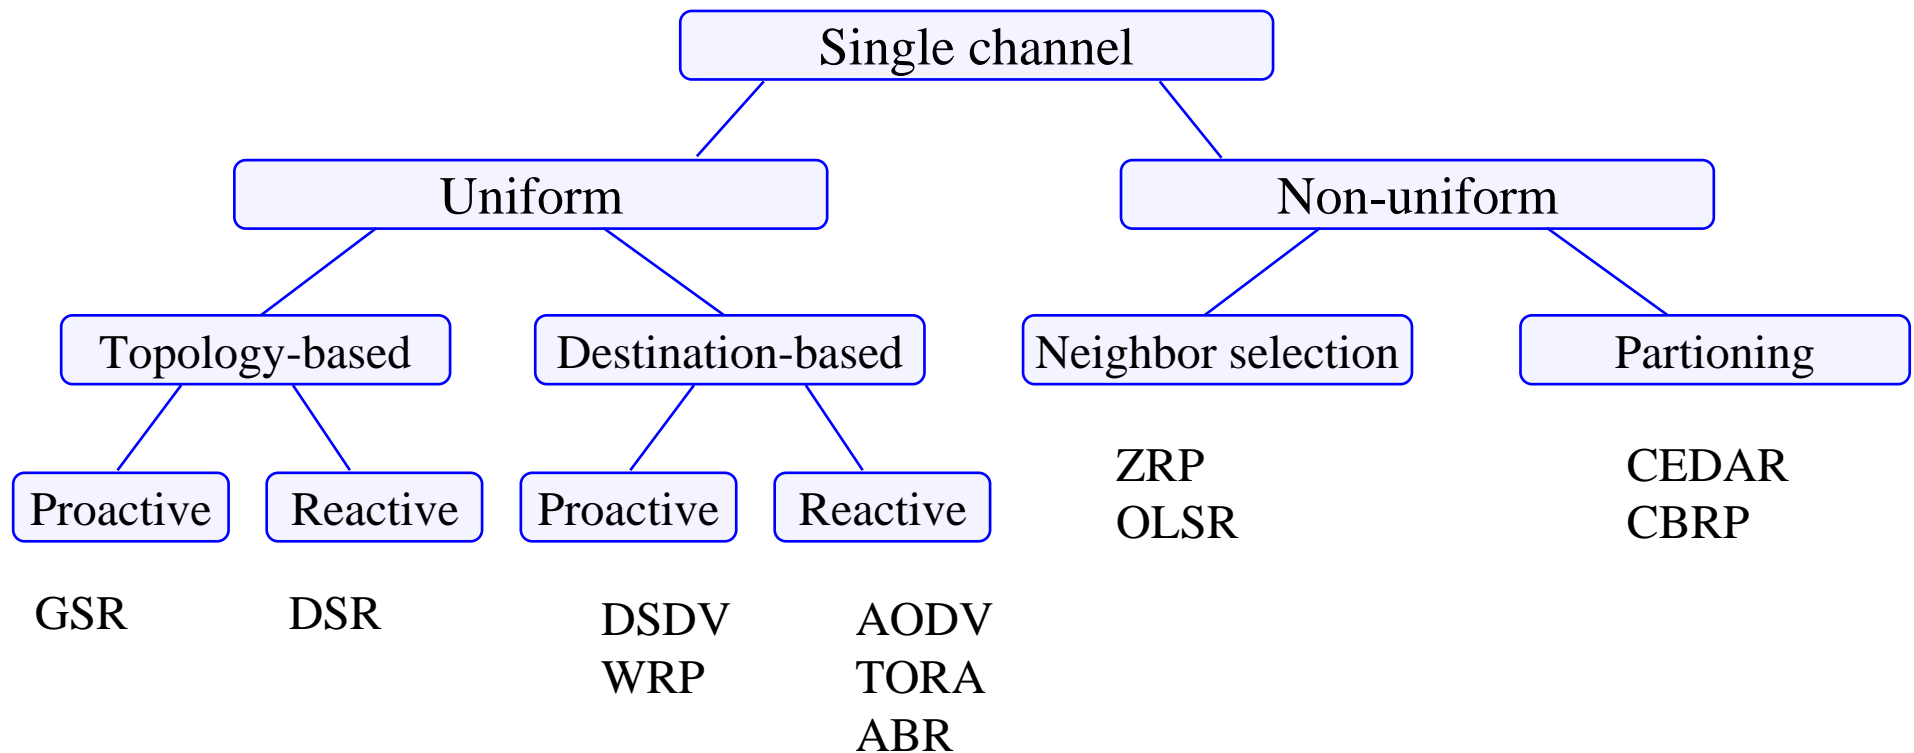 Single channel
Uniform
Non-uniform
Topology-based
Destination-based
Neighbor selection
Partioning
Proactive
Reactive
Proactive
Reactive
ZRP
OLSR
CEDAR
CBRP
GSR
DSR
DSDV
WRP
AODV
TORA
ABR